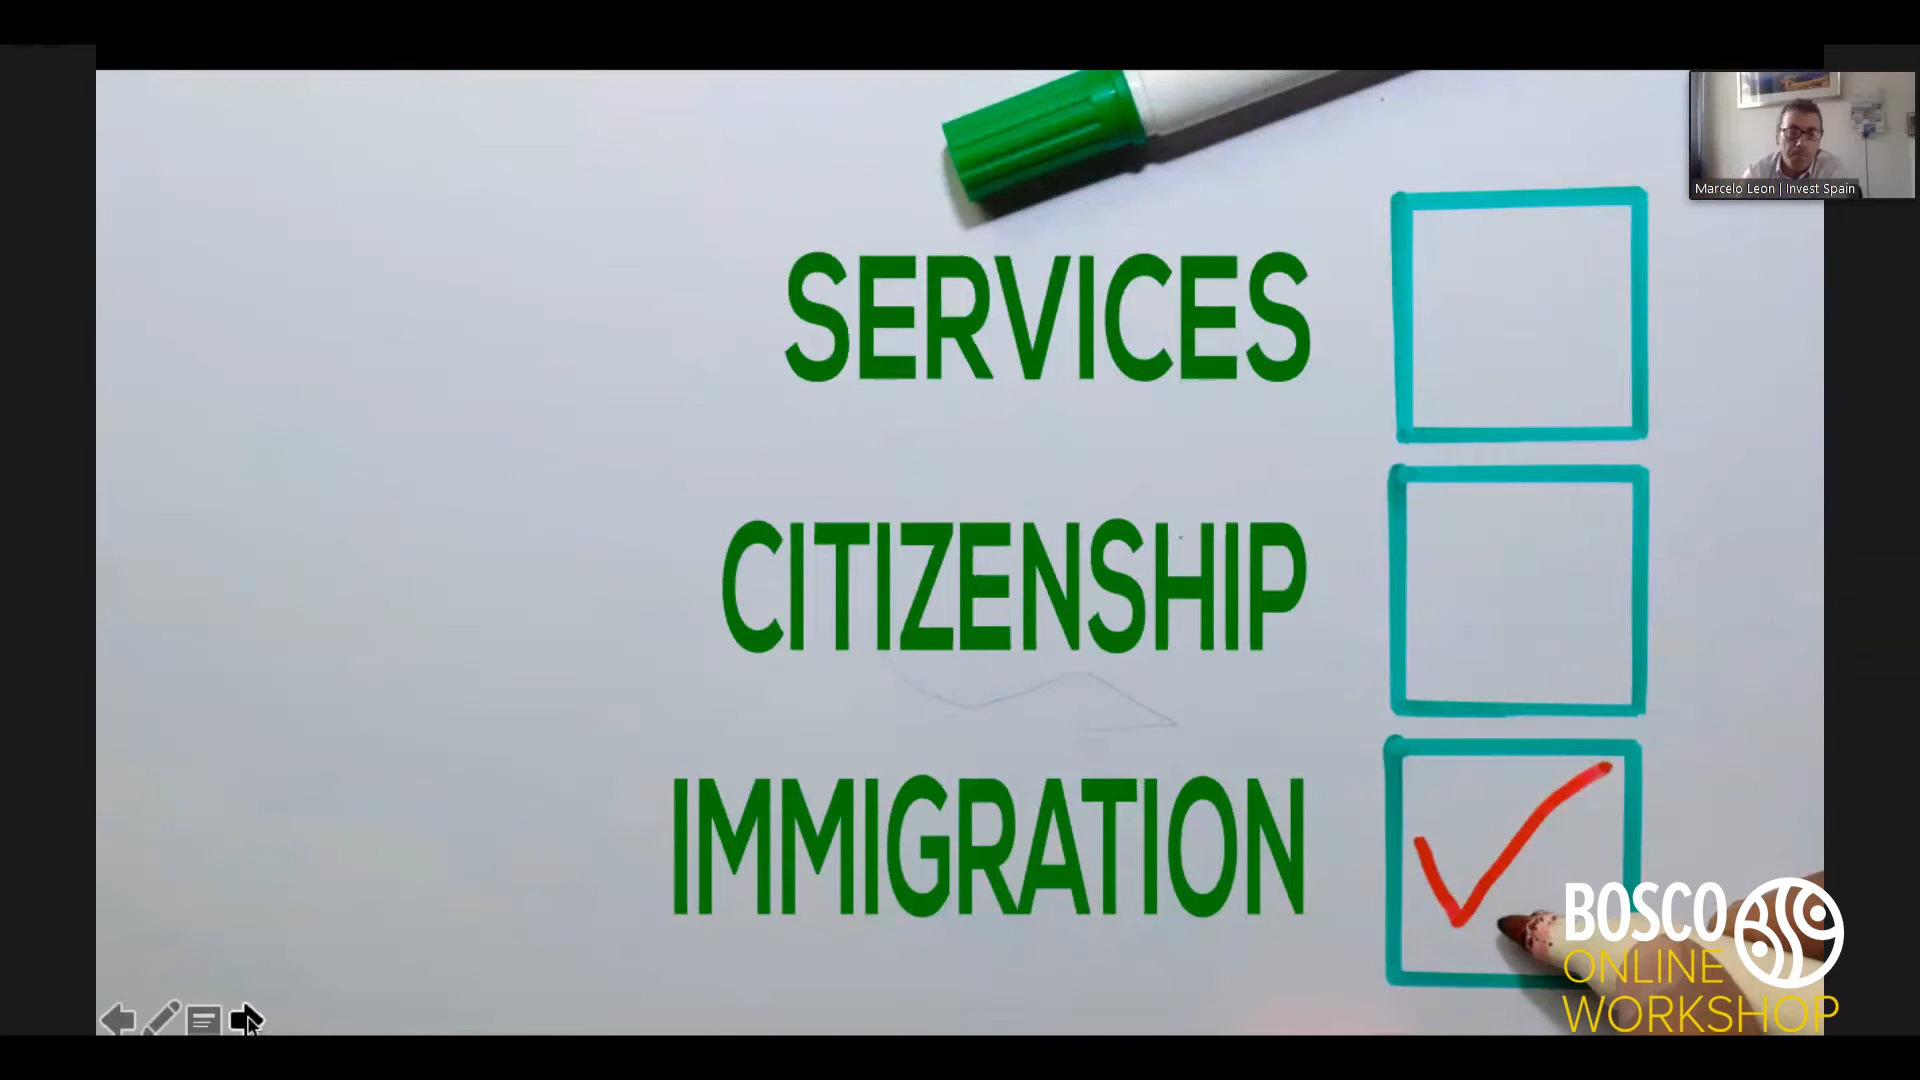 Marcelo Leon | Invest Spain
SERVICES
CITIZENSHIP
IMMIGRATION
BOSCO
ONLINE
WORKSHOP